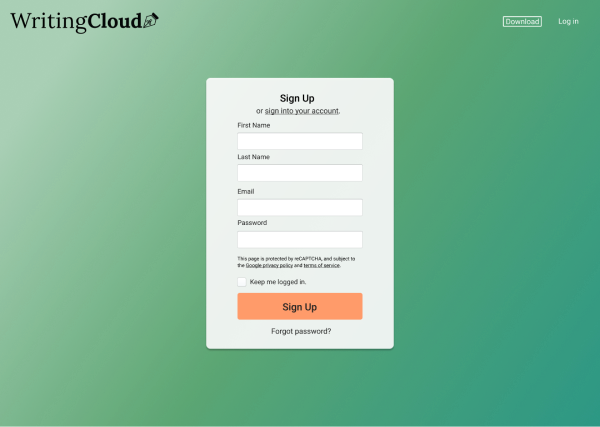 WritingCloud
Download
Log in
Sign Up
or sign into your account.
First Name
Last Name
Email
Password
This page is protected by reCAPTCHA, and subject to
the Google privacy policy and terms of service.
Keep me logged in.
Sign Up
Forgot password?